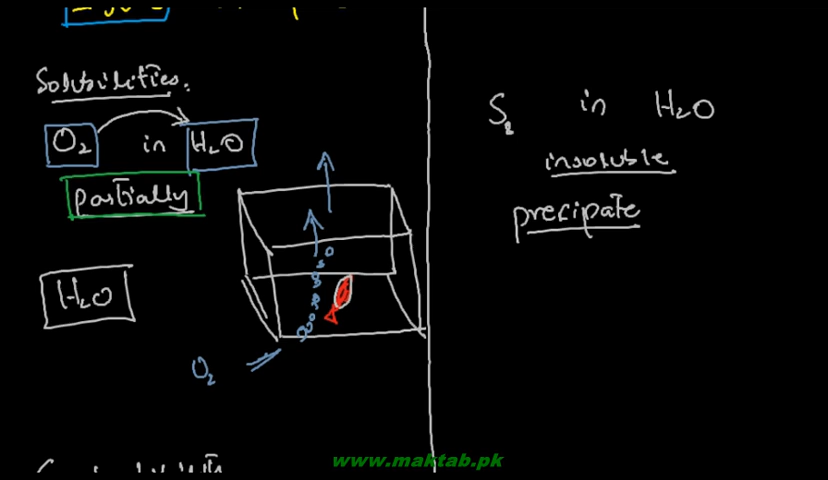 Solubilities:
O2 in H2O
partially
H2O
O2
S8 in H2O
insoluble
precipate
www.maktab.pk